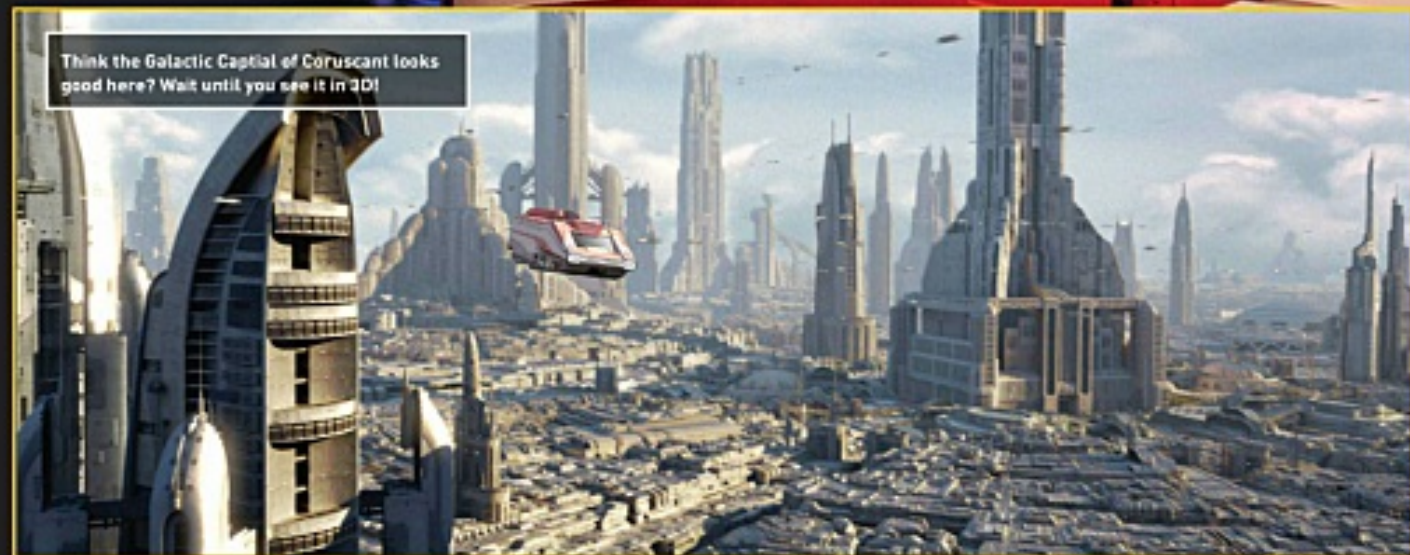 Think the Galactic Captial of Coruscant looks
good here? Wait until you see it in 3D!